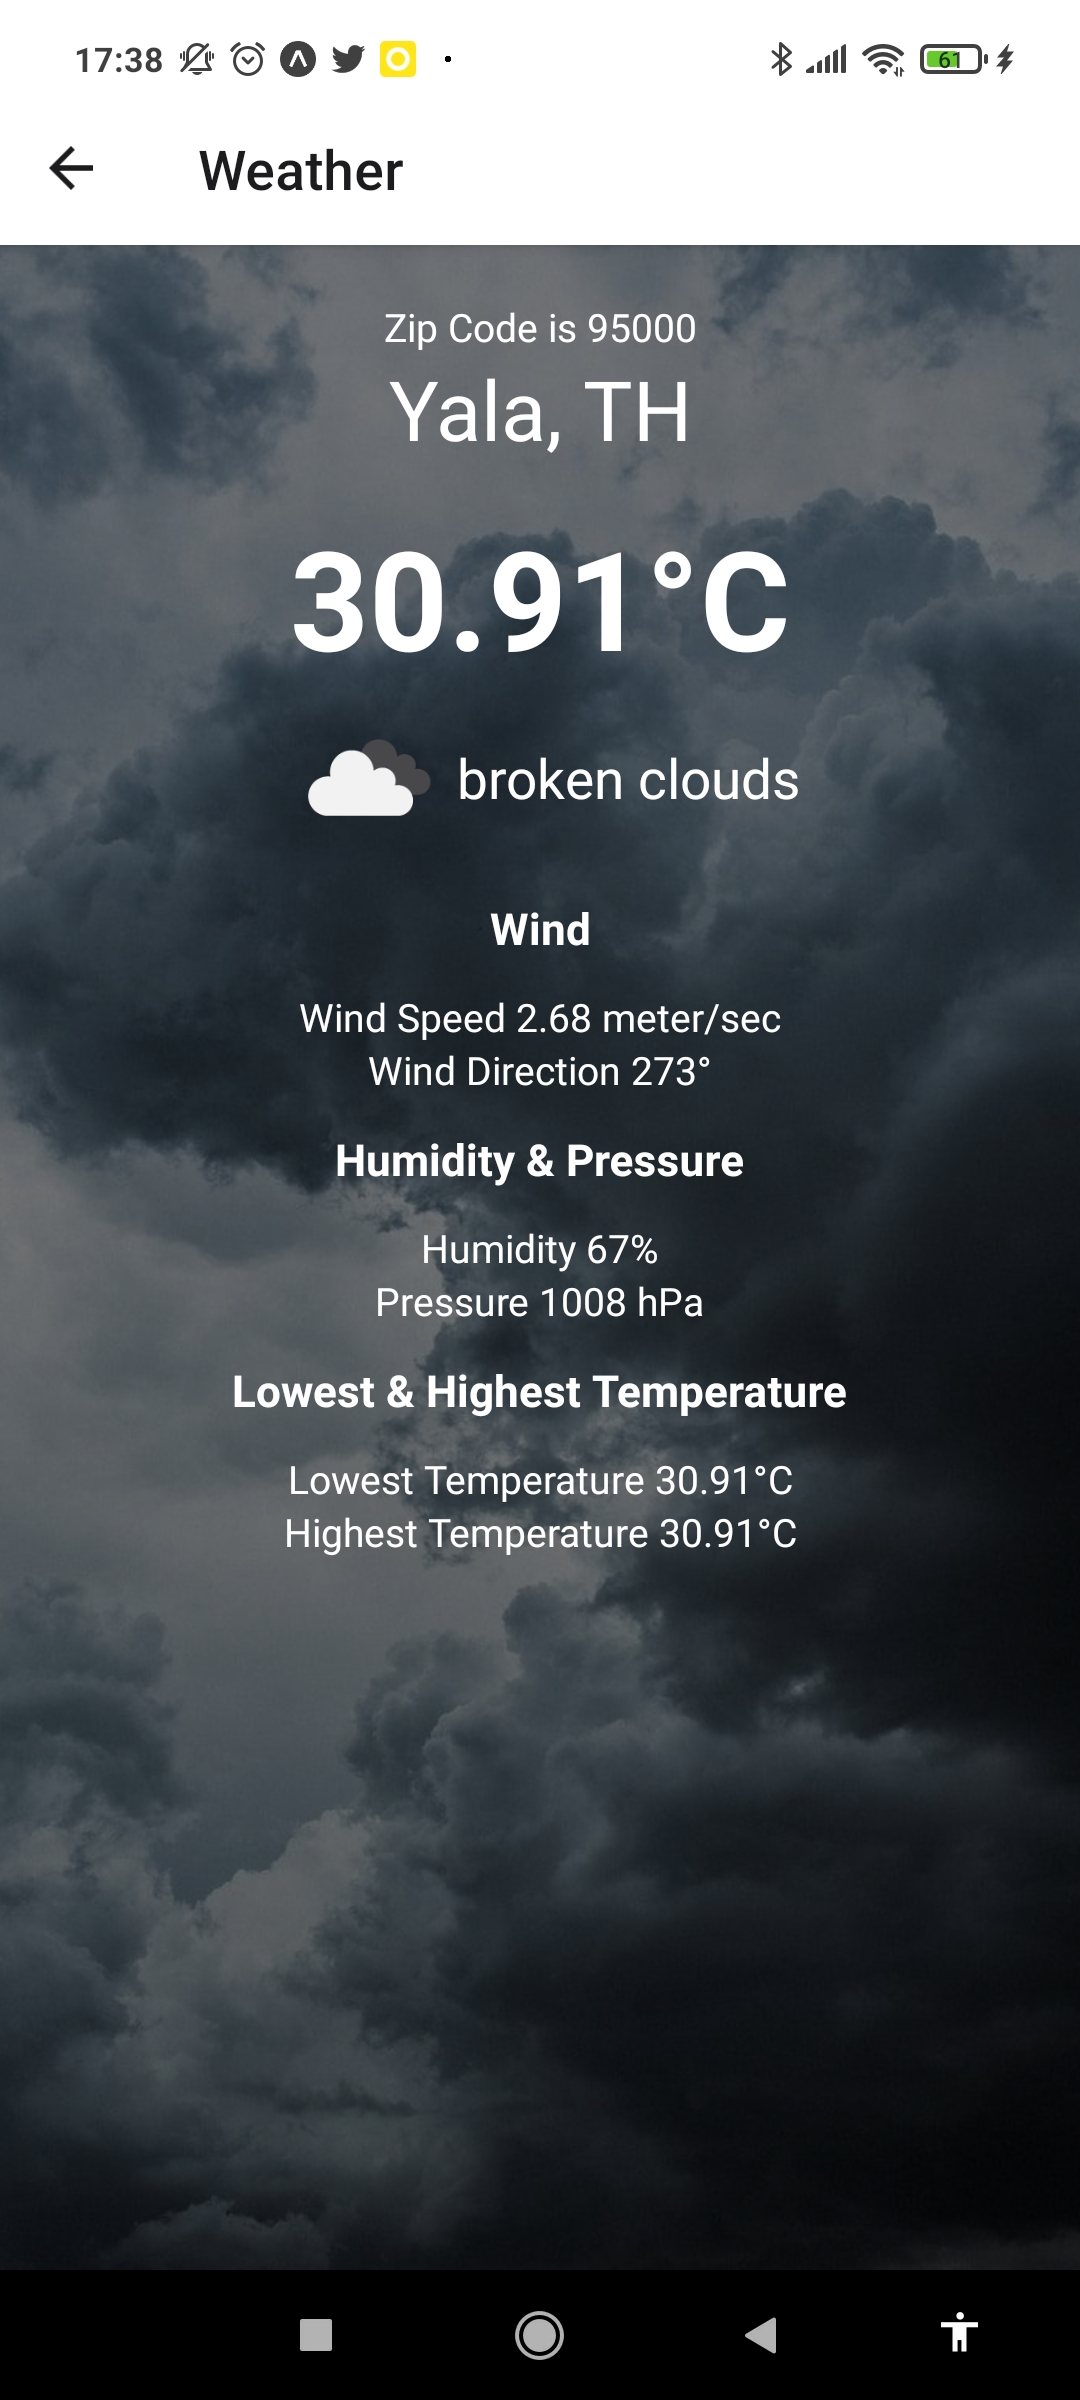 17:38
61
Weather
Zip Code is 95000
Yala, TH
30.91°C
broken clouds
Wind
Wind Speed 2.68 meter/sec
Wind Direction 273°
Humidity & Pressure
Humidity 67%
Pressure 1008 hPa
Lowest & Highest Temperature
Lowest Temperature 30.91°C
Highest Temperature 30.91°C